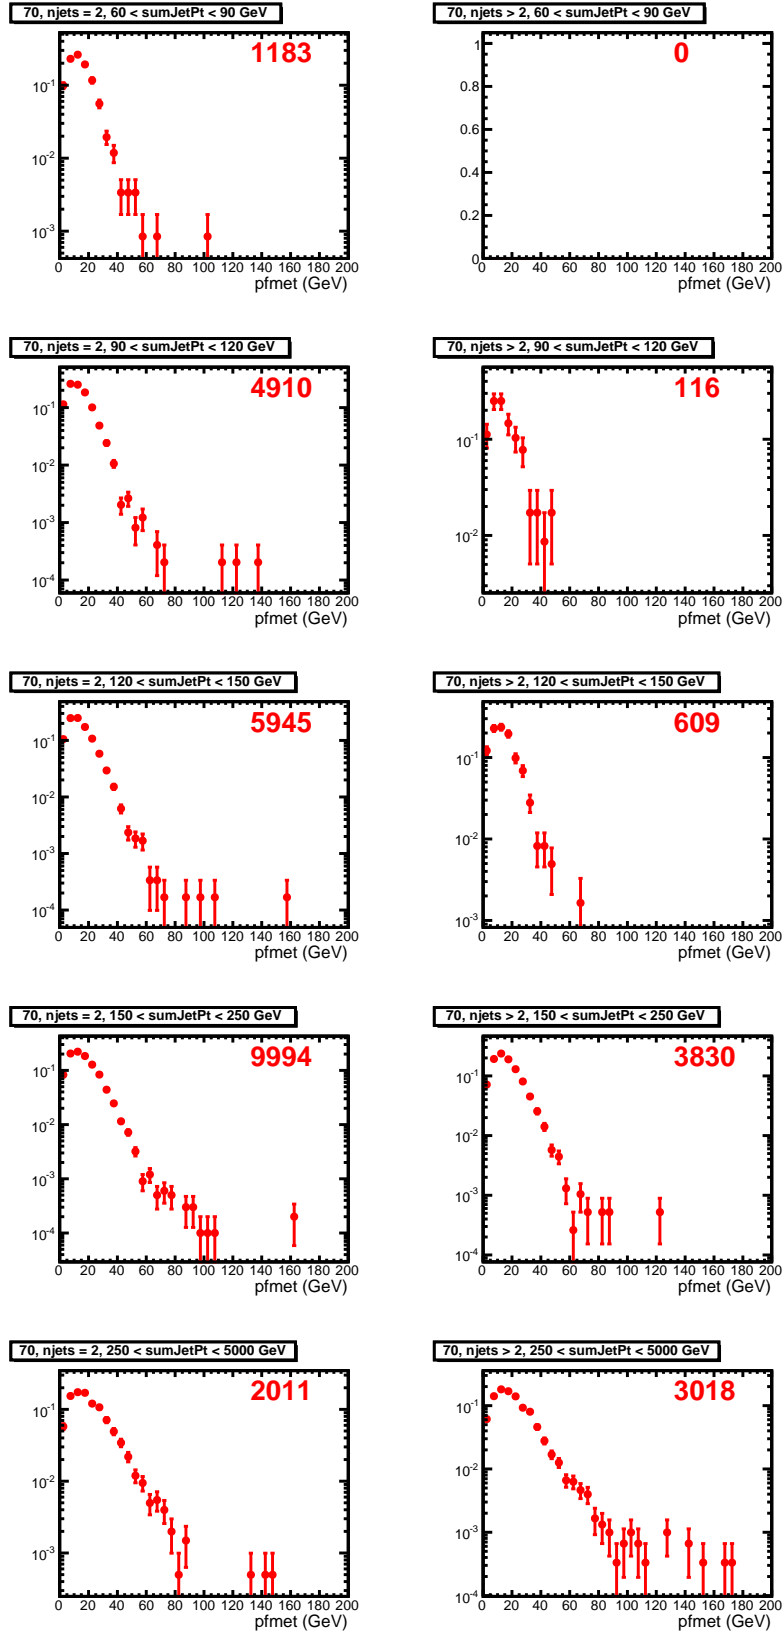 70, njets = 2, 60 < sumJetPt < 90 GeV
1183
10^-1
10^-2
10^-3
0 20 40 60 80 100 120 140 160 180 200
pfmet (GeV)
70, njets > 2, 60 < sumJetPt < 90 GeV
0
1
0.8
0.6
0.4
0.2
0
0 20 40 60 80 100 120 140 160 180 200
pfmet (GeV)
70, njets = 2, 90 < sumJetPt < 120 GeV
4910
10^-1
10^-2
10^-3
10^-4
0 20 40 60 80 100 120 140 160 180 200
pfmet (GeV)
70, njets > 2, 90 < sumJetPt < 120 GeV
116
10^-1
10^-2
0 20 40 60 80 100 120 140 160 180 200
pfmet (GeV)
70, njets = 2, 120 < sumJetPt < 150 GeV
5945
10^-1
10^-2
10^-3
10^-4
0 20 40 60 80 100 120 140 160 180 200
pfmet (GeV)
70, njets > 2, 120 < sumJetPt < 150 GeV
609
10^-1
10^-2
10^-3
0 20 40 60 80 100 120 140 160 180 200
pfmet (GeV)
70, njets = 2, 150 < sumJetPt < 250 GeV
9994
10^-1
10^-2
10^-3
10^-4
0 20 40 60 80 100 120 140 160 180 200
pfmet (GeV)
70, njets > 2, 150 < sumJetPt < 250 GeV
3830
10^-1
10^-2
10^-3
10^-4
0 20 40 60 80 100 120 140 160 180 200
pfmet (GeV)
70, njets = 2, 250 < sumJetPt < 5000 GeV
2011
10^-1
10^-2
10^-3
0 20 40 60 80 100 120 140 160 180 200
pfmet (GeV)
70, njets > 2, 250 < sumJetPt < 5000 GeV
3018
10^-1
10^-2
10^-3
10^-4
0 20 40 60 80 100 120 140 160 180 200
pfmet (GeV)